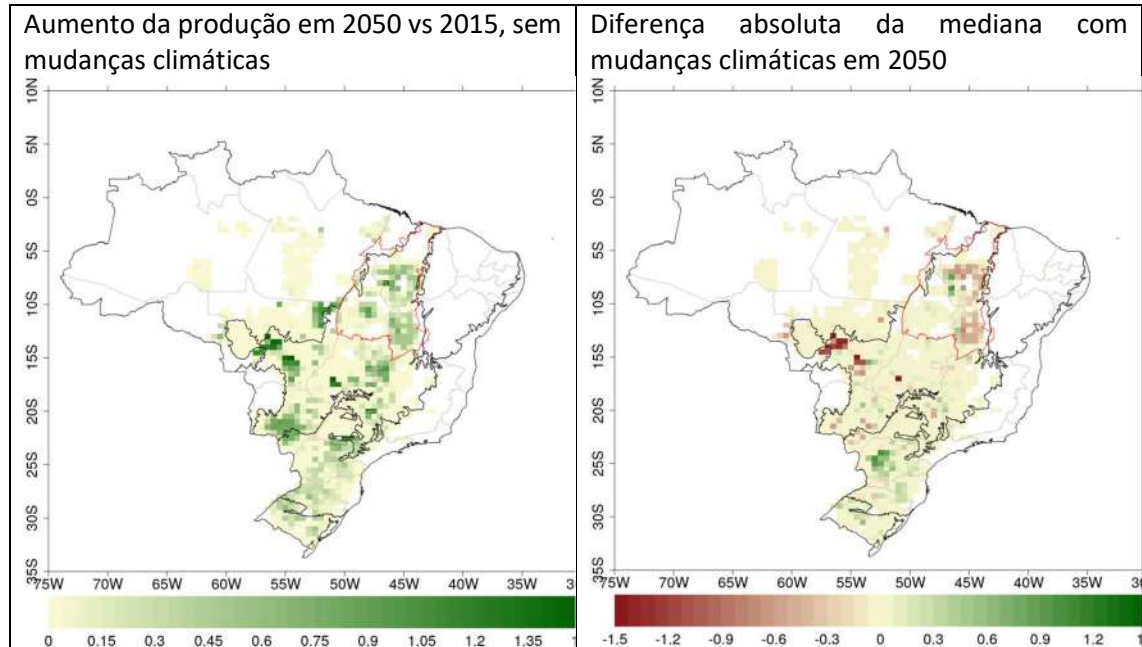 Aumento da produção em 2050 vs 2015, sem
mudanças climáticas
Diferença absoluta da mediana com
mudanças climáticas em 2050
10N
5N
0S
5S
10S
15S
20S
25S
30S
35S
75W 70W 65W 60W 55W 50W 45W 40W 35W 3
0 0.15 0.3 0.45 0.6 0.75 0.9 1.05 1.2 1.35 1
10N
5N
0S
5S
10S
15S
20S
25S
30S
35S
75W 70W 65W 60W 55W 50W 45W 40W 35W 30
-1.5 -1.2 -0.9 -0.6 -0.3 0 0.3 0.6 0.9 1.2 1